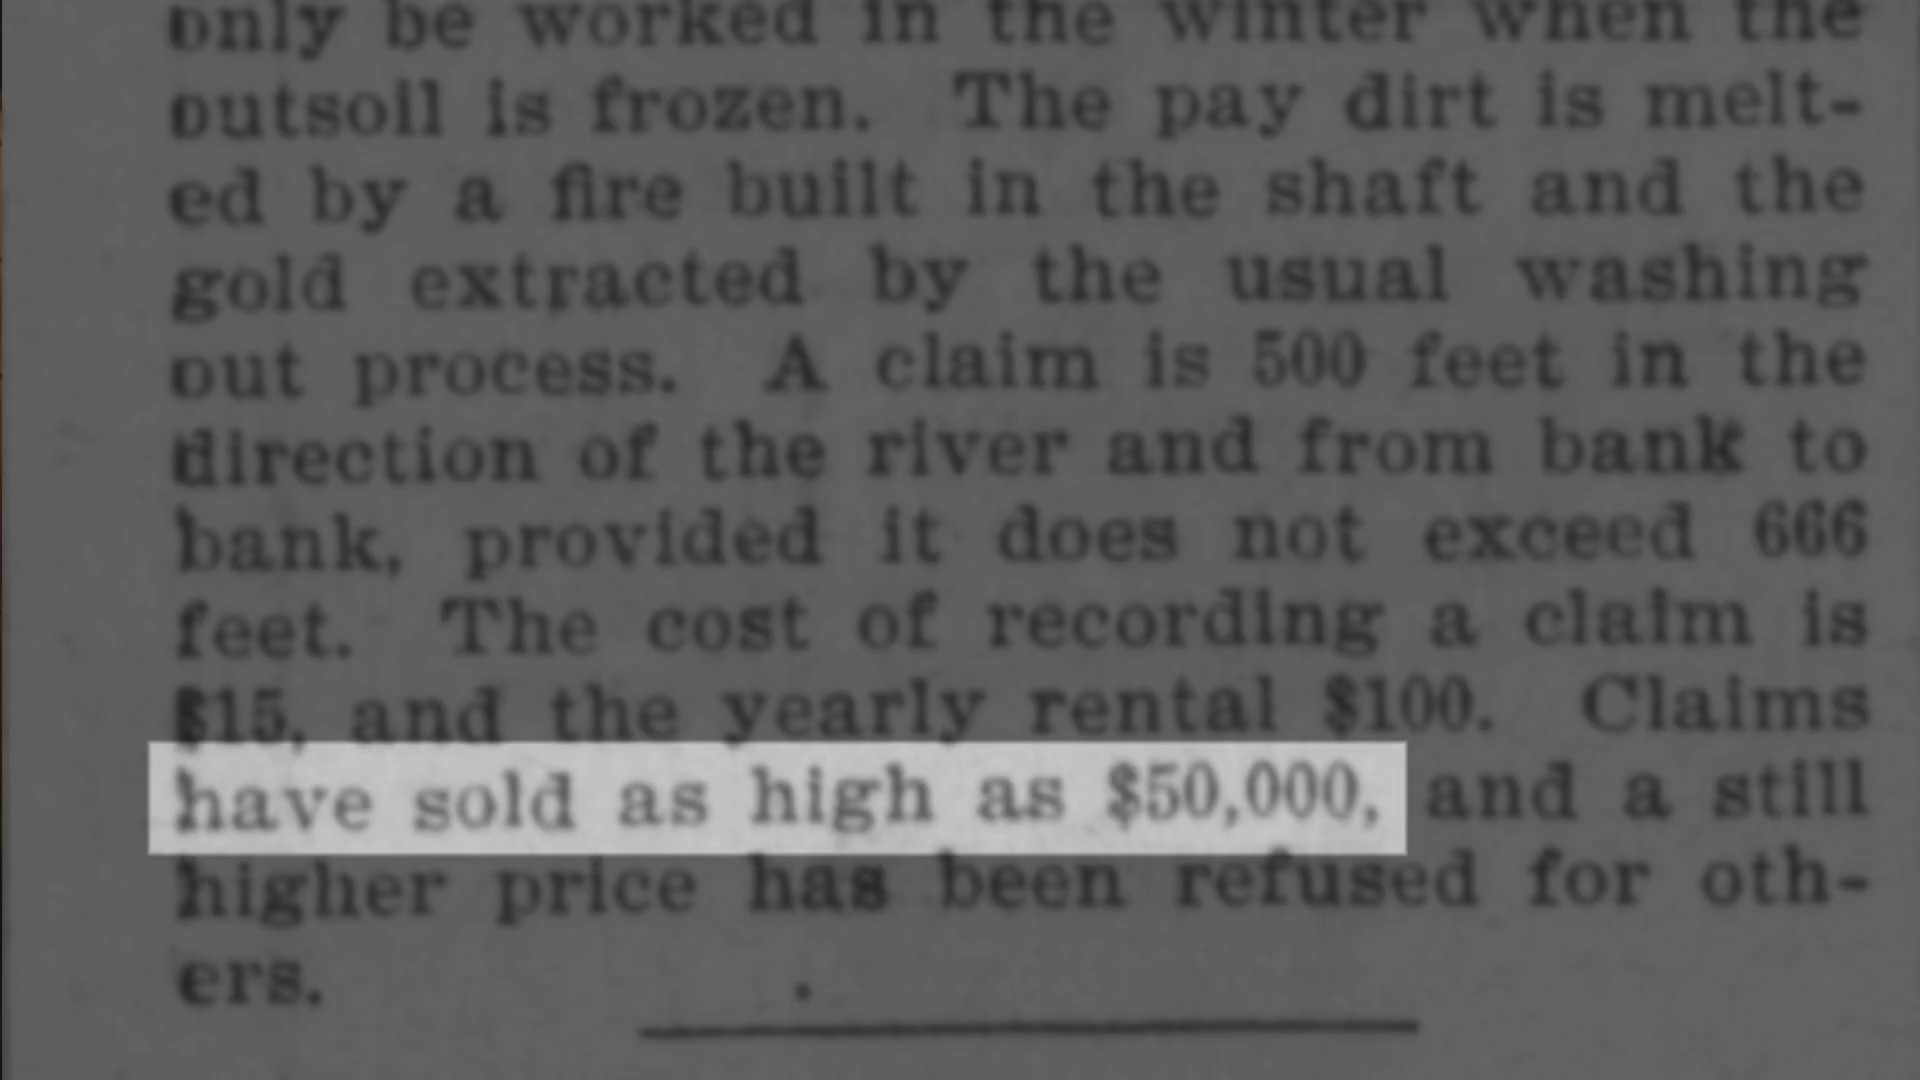 only be worked in the winter when the
outsoil is frozen. The pay dirt is melt-
ed by a fire built in the shaft and the
gold extracted by the usual washing
out process. A claim is 500 feet in the
direction of the river and from bank to
bank, provided it does not exceed 666
feet. The cost of recording a claim is
$15, and the yearly rental $100. Claims
have sold as high as $50,000, and a still
higher price has been refused for oth-
ers.